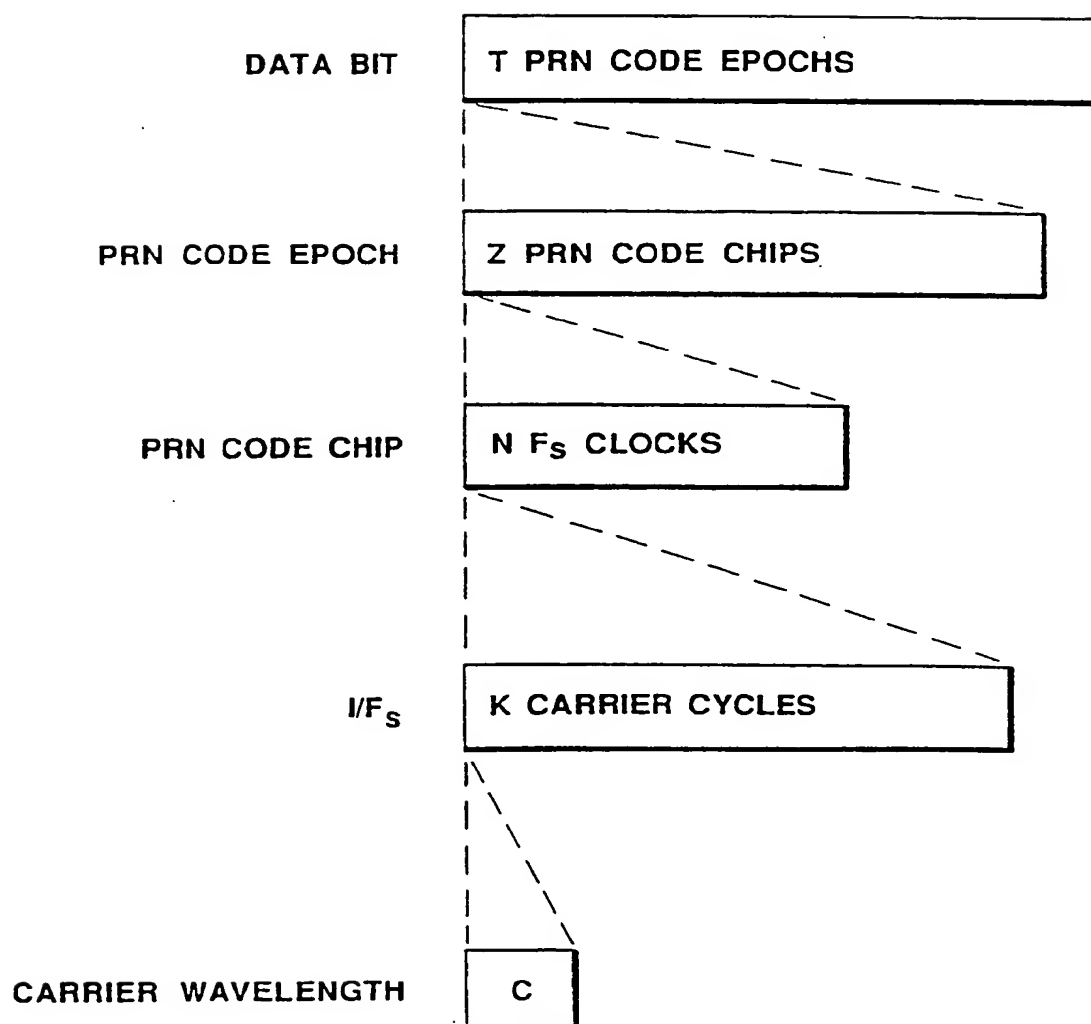 DATA BIT T PRN CODE EPOCHS
PRN CODE EPOCH Z PRN CODE CHIPS
PRN CODE CHIP N FS CLOCKS
I/FS K CARRIER CYCLES
CARRIER WAVELENGTH C